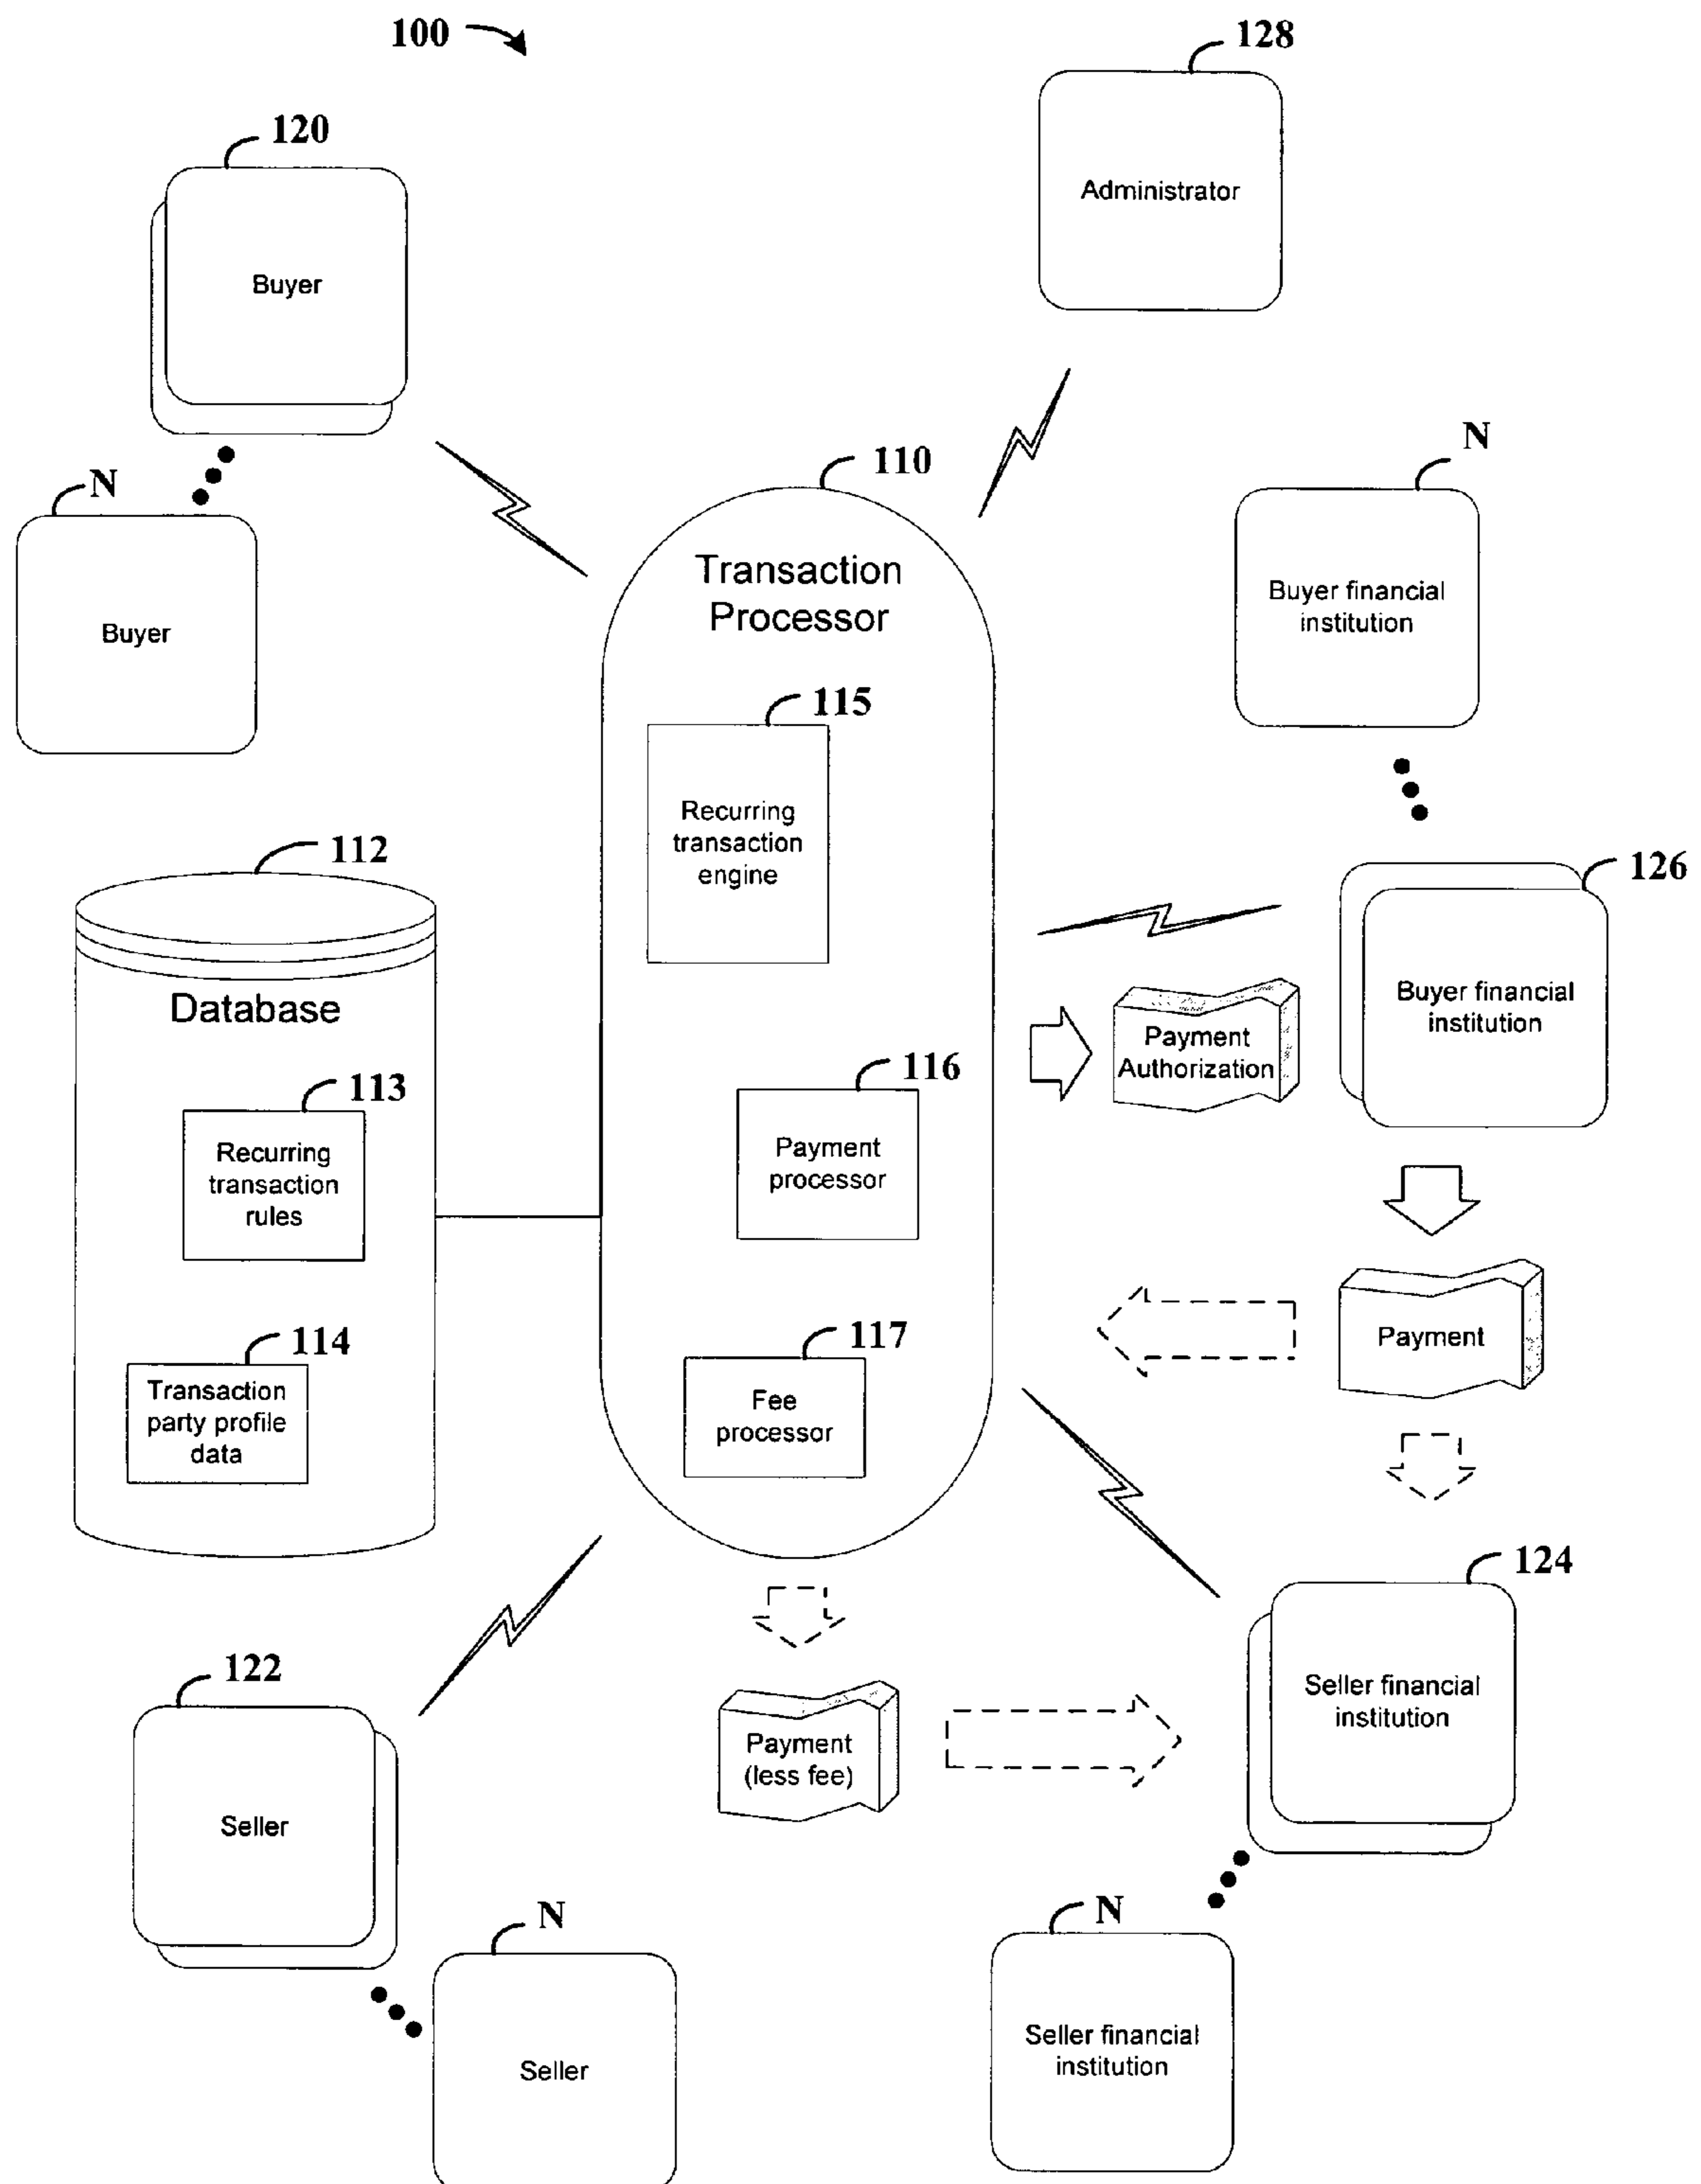 100
128
Administrator
120
Buyer
N
Buyer
110
Transaction
Processor
N
Buyer financial
institution
115
Recurring
transaction
engine
112
Database
126
Buyer financial
institution
Payment
Authorization
113
Recurring
transaction
rules
116
Payment
processor
114
Transaction
party profile
data
117
Fee
processor
Payment
124
Seller financial
institution
122
Seller
Payment
(less fee)
N
Seller
N
Seller financial
institution